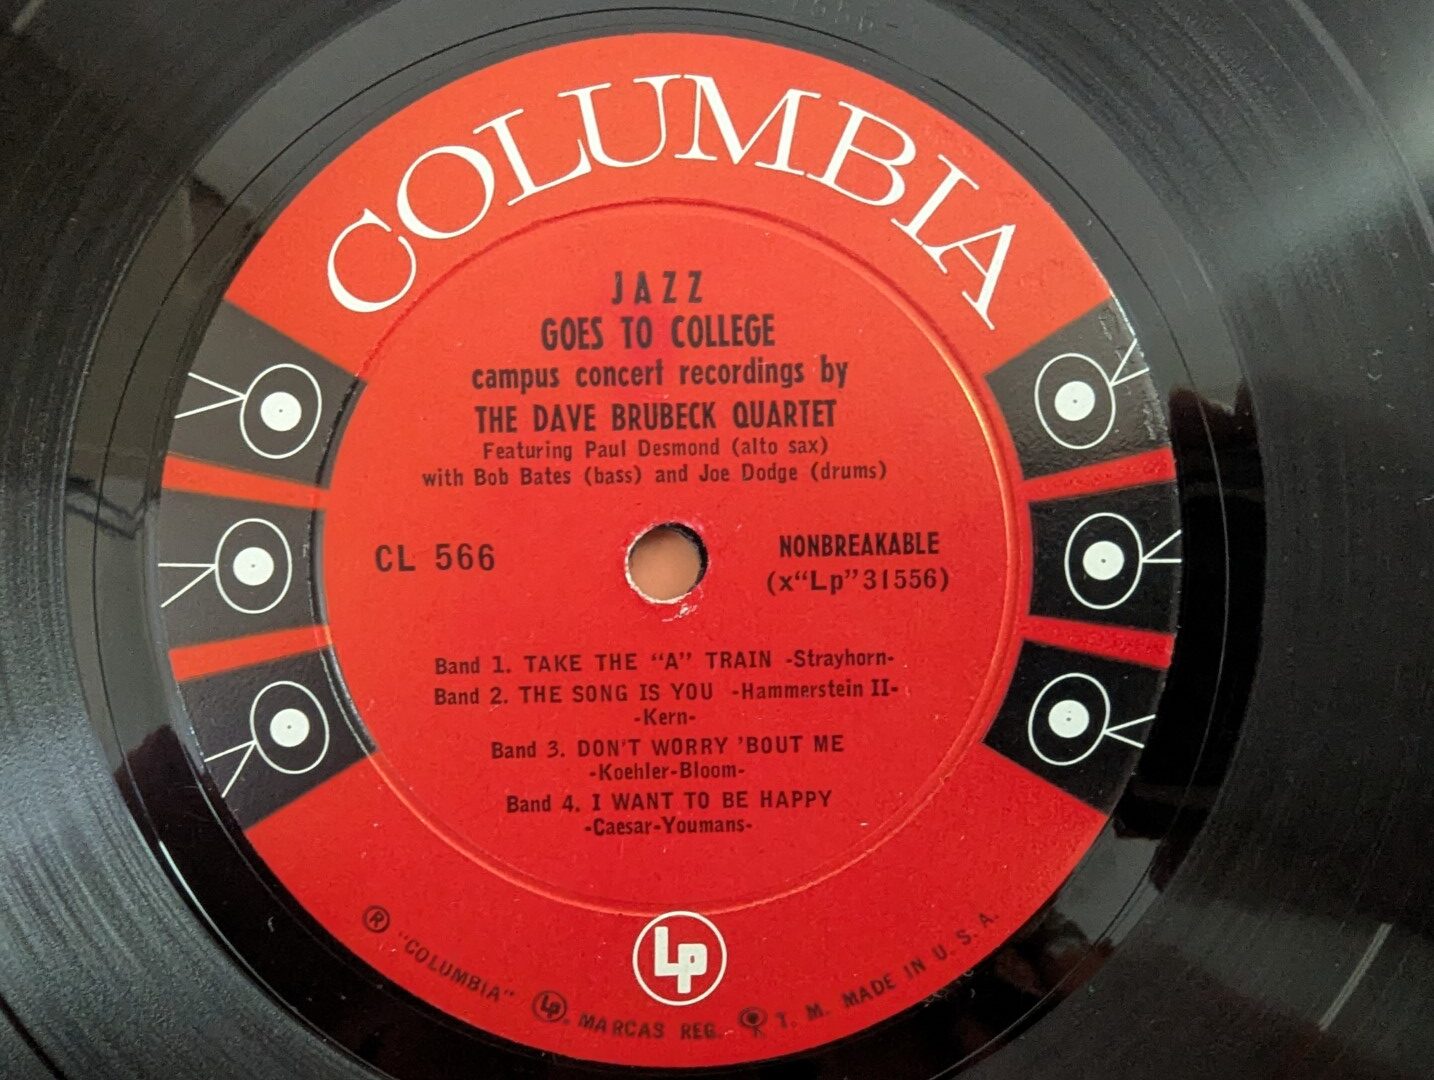 COLUMBIA
JAZZ
GOES TO COLLEGE
campus concert recordings by
THE DAVE BRUBECK QUARTET
Featuring Paul Desmond (alto sax)
with Bob Bates (bass) and Joe Dodge (drums)
CL 566
NONBREAKABLE
(x“Lp”31556)
Band 1. TAKE THE “A” TRAIN -Strayhorn-
Band 2. THE SONG IS YOU -Hammerstein II-
-Kern-
Band 3. DON'T WORRY 'BOUT ME
-Koehler-Bloom-
Band 4. I WANT TO BE HAPPY
-Caesar-Youmans-
Lp
® “COLUMBIA” Lp, MARCAS REG. T. M. MADE IN U. S. A.